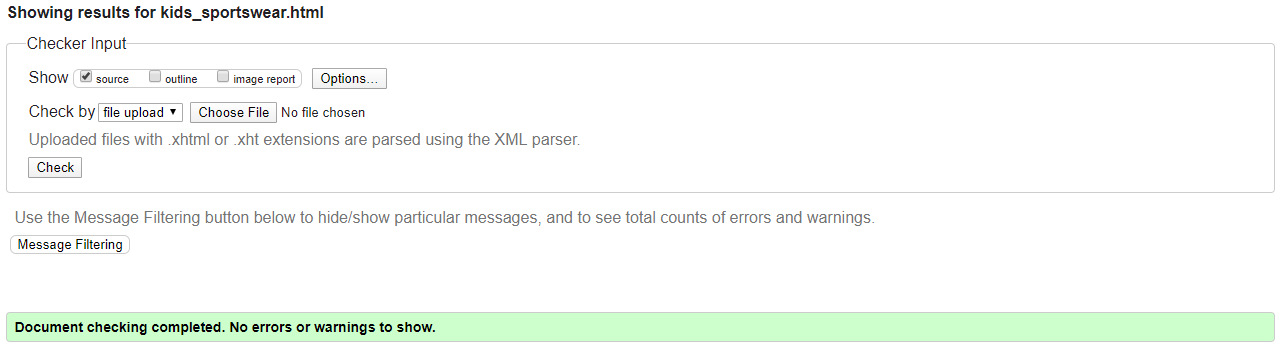 Showing results for kids_sportswear.html
Checker Input
Show source outline image report Options...
Check by file upload Choose File No file chosen
Uploaded files with .xhtml or .xht extensions are parsed using the XML parser.
Check
Use the Message Filtering button below to hide/show particular messages, and to see total counts of errors and warnings.
Message Filtering
Document checking completed. No errors or warnings to show.